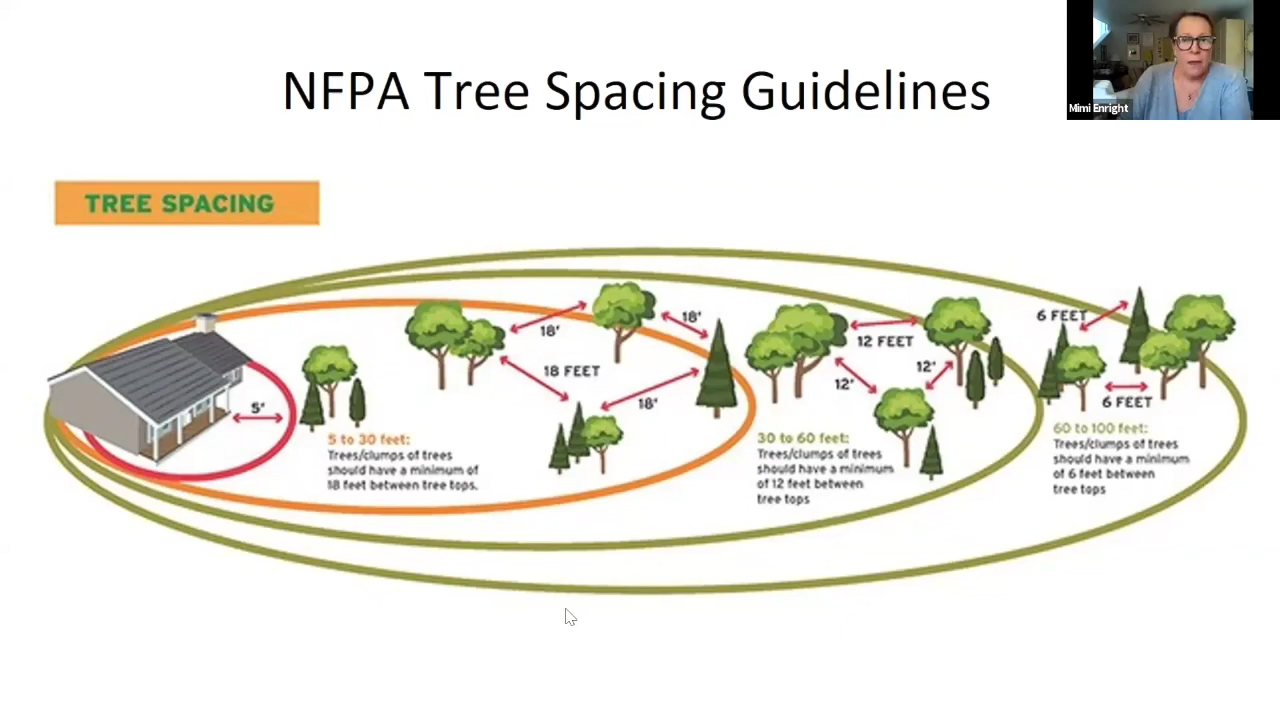 NFPA Tree Spacing Guidelines
Mimi Enright
TREE SPACING
5'
18'
18'
18 FEET
18'
5 to 30 feet:
Trees/clumps of trees
should have a minimum of
18 feet between tree tops.
12 FEET
12'
12'
30 to 60 feet:
Trees/clumps of trees
should have a minimum
of 12 feet between
tree tops
6 FEET
6 FEET
60 to 100 feet:
Trees/clumps of trees
should have a minimum
of 6 feet between
tree tops